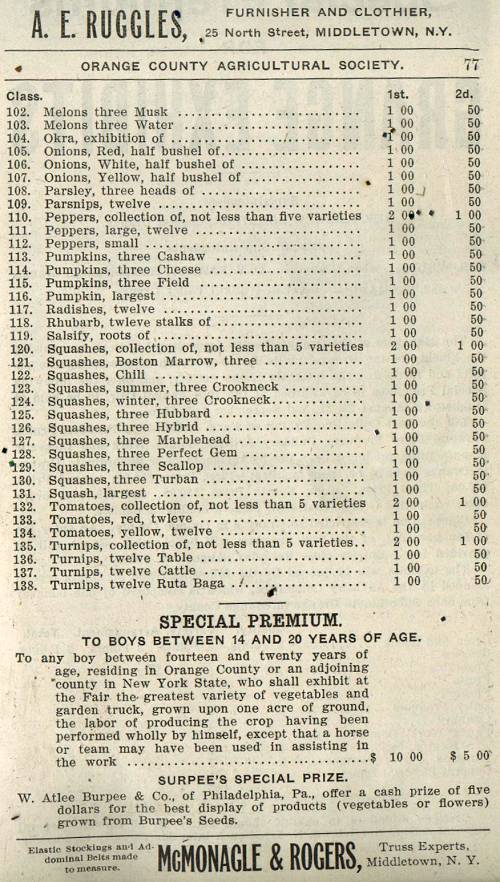 A. E. RUGGLES, FURNISHER AND CLOTHIER,
25 North Street, MIDDLETOWN, N.Y.
ORANGE COUNTY AGRICULTURAL SOCIETY. 77
Class. 1st. 2d.
102. Melons three Musk 1 00 50
103. Melons three Water 1 00 50
104. Okra, exhibition of 1 00 50
105. Onions, Red, half bushel of 1 00 50
106. Onions, White, half bushel of 1 00 50
107. Onions, Yellow, half bushel of 1 00 50
108. Parsley, three heads of 1 00 50
109. Parsnips, twelve 1 00 50
110. Peppers, collection of, not less than five varieties 2 00 1 00
111. Peppers, large, twelve 1 00 50
112. Peppers, small 1 00 50
113. Pumpkins, three Cashaw 1 00 50
114. Pumpkins, three Cheese 1 00 50
115. Pumpkins, three Field 1 00 50
116. Pumpkin, largest 1 00 50
117. Radishes, twelve 1 00 50
118. Rhubarb, twleve stalks of 1 00 50
119. Salsify, roots of 1 00 50
120. Squashes, collection of, not less than 5 varieties 2 00 1 00
121. Squashes, Boston Marrow, three 1 00 50
122. Squashes, Chili 1 00 50
123. Squashes, summer, three Crookneck 1 00 50
124. Squashes, winter, three Crookneck 1 00 50
125. Squashes, three Hubbard 1 00 50
126. Squashes, three Hybrid 1 00 50
127. Squashes, three Marblehead 1 00 50
128. Squashes, three Perfect Gem 1 00 50
129. Squashes, three Scallop 1 00 50
130. Squashes, three Turban 1 00 50
131. Squash, largest 1 00 50
132. Tomatoes, collection of, not less than 5 varieties 2 00 1 00
133. Tomatoes, red, twleve 1 00 50
134. Tomatoes, yellow, twelve 1 00 50
135. Turnips, collection of, not less than 5 varieties 2 00 1 00
136. Turnips, twelve Table 1 00 50
137. Turnips, twelve Cattle 1 00 50
138. Turnips, twelve Ruta Baga 1 00 50
SPECIAL PREMIUM.
TO BOYS BETWEEN 14 AND 20 YEARS OF AGE.
To any boy between fourteen and twenty years of
age, residing in Orange County or an adjoining
county in New York State, who shall exhibit at
the Fair the greatest variety of vegetables and
garden truck, grown upon one acre of ground,
the labor of producing the crop having been
performed wholly by himself, except that a horse
or team may have been used in assisting in
the work $ 10 00 $ 5 00
SURPEE'S SPECIAL PRIZE.
W. Atlee Burpee & Co., of Philadelphia, Pa., offer a cash prize of five
dollars for the best display of products (vegetables or flowers)
grown from Burpee's Seeds.
Elastic Stockings and Ab-
dominal Belts made
to measure.
McMONAGLE & ROGERS,
Truss Experts,
Middletown, N. Y.